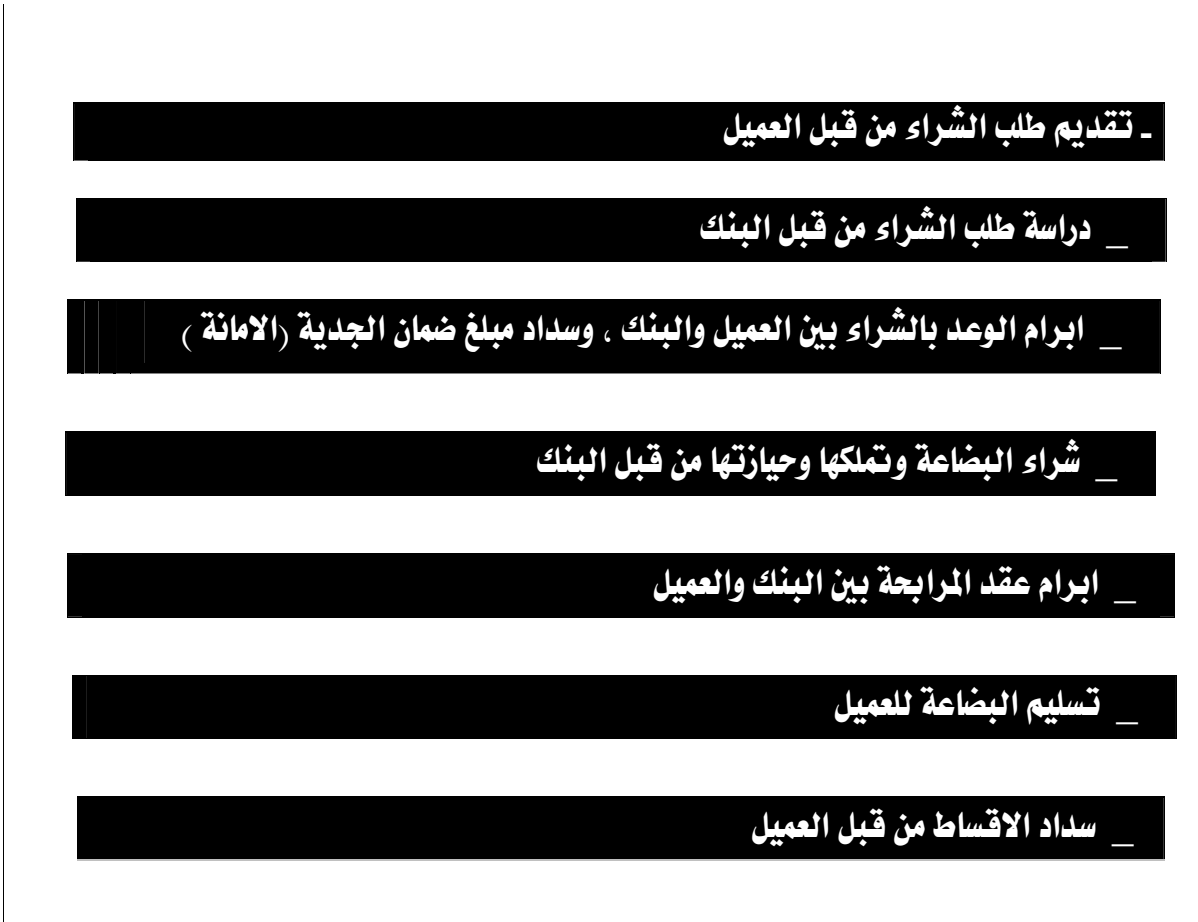 ـ تقديم طلب الشراء من قبل العميل
_ دراسة طلب الشراء من قبل البنك
_ ابرام الوعد بالشراء بين العميل والبنك ، وسداد مبلغ ضمان الجدية (الامانة )
_ شراء البضاعة وتملكها وحيازتها من قبل البنك
_ ابرام عقد المرابحة بين البنك والعميل
_ تسليم البضاعة للعميل
_ سداد الاقساط من قبل العميل